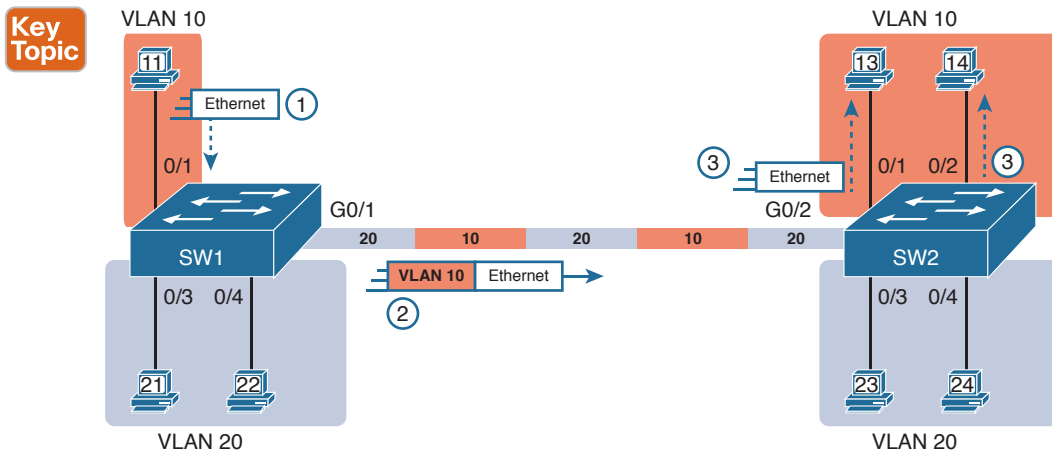 Key
Topic
VLAN 10
11
Ethernet
1
0/1
G0/1
SW1
0/3
0/4
21
22
VLAN 20
20
10
20
10
20
VLAN 10
Ethernet
2
VLAN 10
13
14
3
Ethernet
3
0/1
0/2
G0/2
SW2
0/3
0/4
23
24
VLAN 20